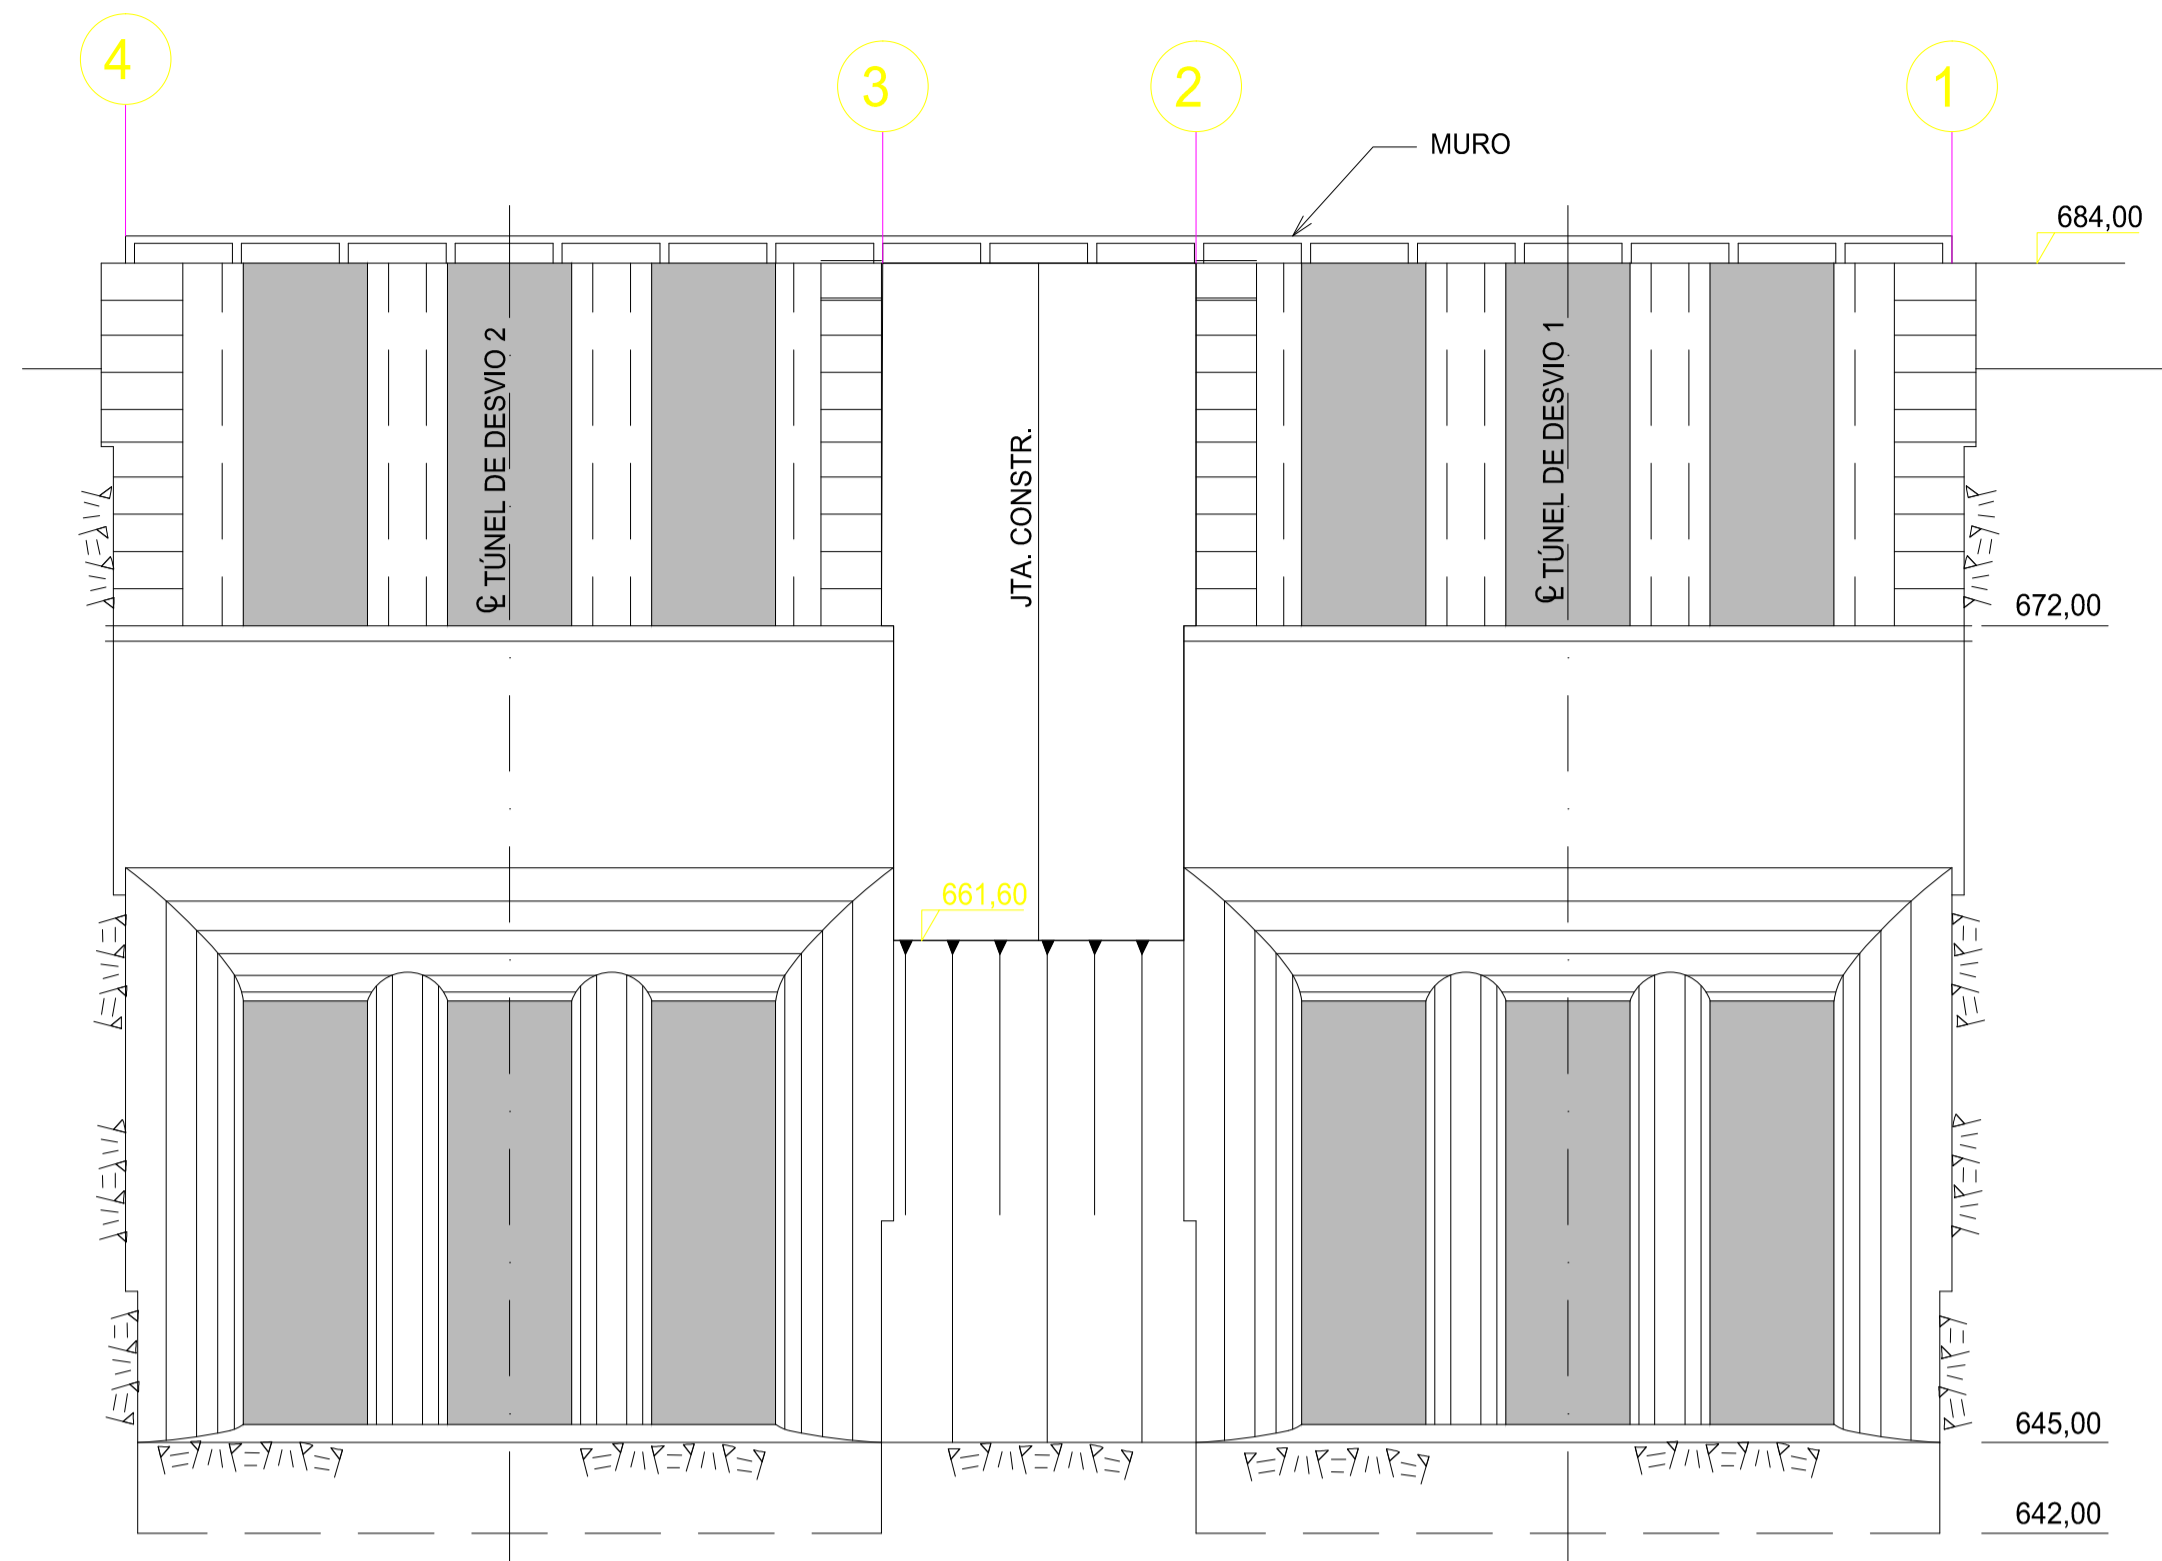 4
3
2
1
MURO
684,00
℄ TÚNEL DE DESVIO 2
JTA. CONSTR.
℄ TÚNEL DE DESVIO 1
672,00
661,60
645,00
642,00